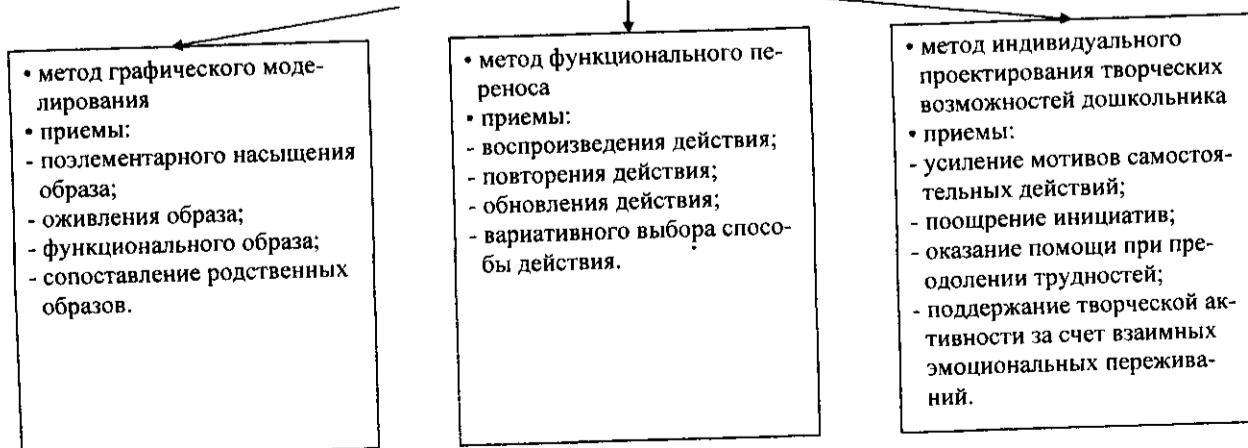 • метод графического моде-
лирования
• приемы:
- поэлементарного насыщения
образа;
- оживления образа;
- функционального образа;
- сопоставление родственных
образов.
• метод функционального пе-
реноса
• приемы:
- воспроизведения действия;
- повторения действия;
- обновления действия;
- вариативного выбора спосо-
бы действия.
• метод индивидуального
проектирования творческих
возможностей дошкольника
• приемы:
- усиление мотивов самостоя-
тельных действий;
- поощрение инициатив;
- оказание помощи при пре-
одолении трудностей;
- поддержание творческой ак-
тивности за счет взаимных
эмоциональных пережива-
ний.